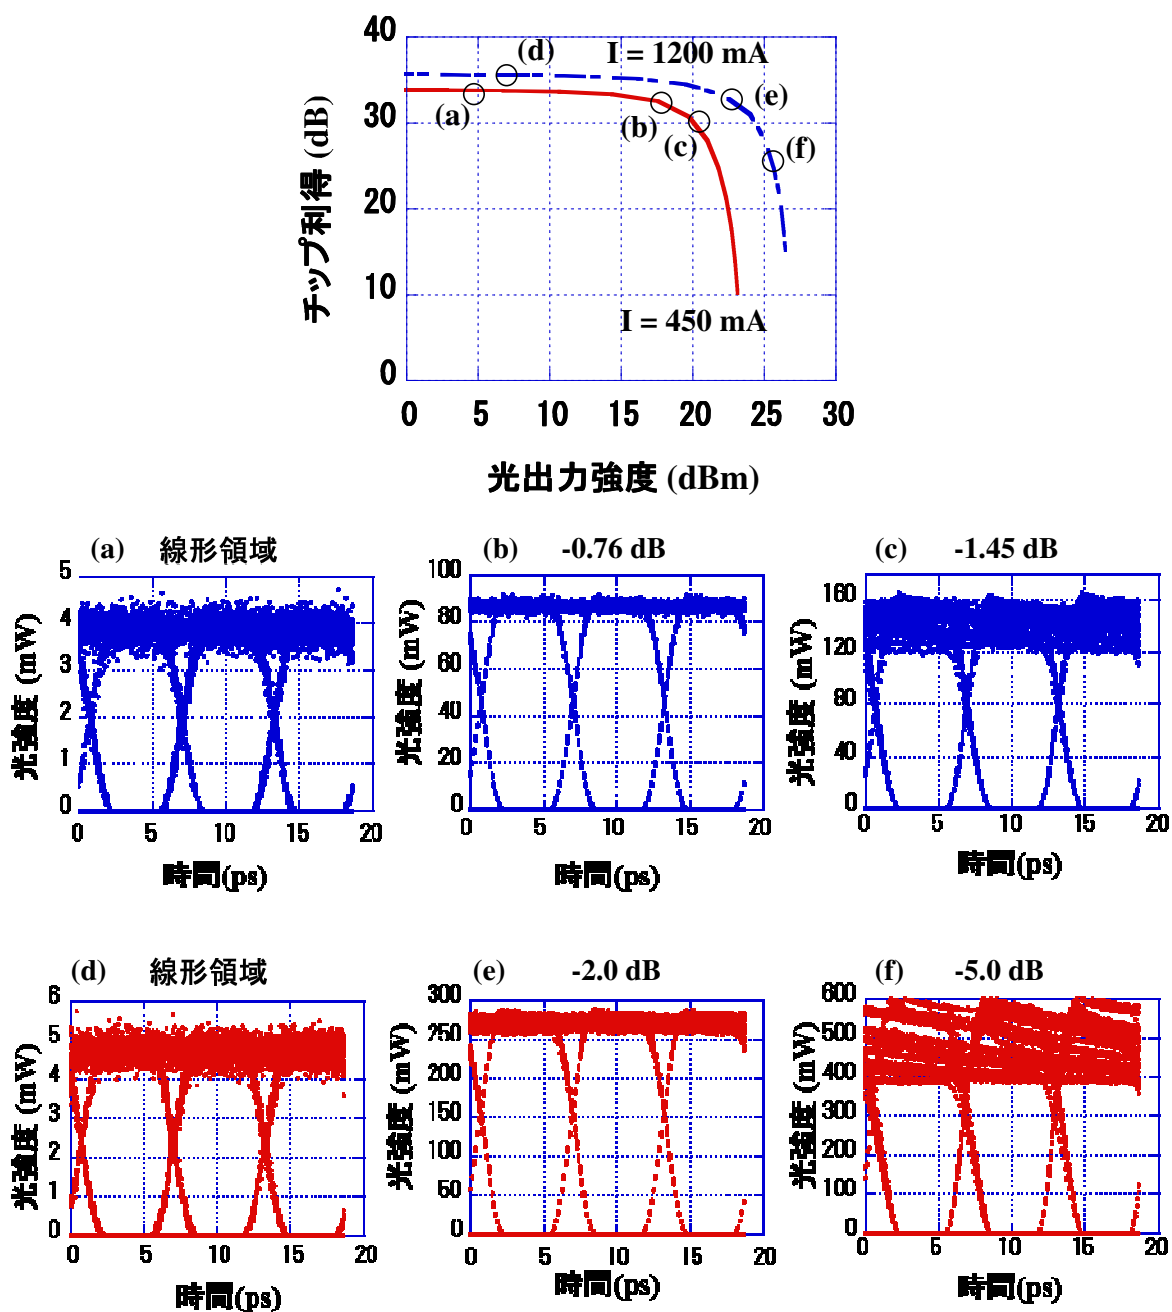 40
30
20
10
0
チップ利得 (dB)
I = 1200 mA
(d)
(a)
(b)
(c)
(e)
(f)
I = 450 mA
0 5 10 15 20 25 30
光出力強度 (dBm)
(a) 線形領域
5
4
3
2
1
0
光強度 (mW)
0 5 10 15 20
時間(ps)
(b) -0.76 dB
100
80
60
40
20
0
光強度 (mW)
0 5 10 15 20
時間(ps)
(c) -1.45 dB
160
120
80
40
0
光強度 (mW)
0 5 10 15 20
時間(ps)
(d) 線形領域
6
5
4
3
2
1
0
光強度 (mW)
0 5 10 15 20
時間(ps)
(e) -2.0 dB
300
250
200
150
100
50
0
光強度 (mW)
0 5 10 15 20
時間(ps)
(f) -5.0 dB
600
500
400
300
200
100
0
光強度 (mW)
0 5 10 15 20
時間(ps)